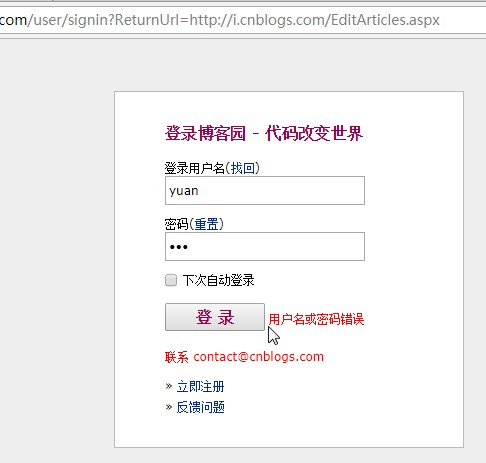 com/user/signin?ReturnUrl=http://i.cnblogs.com/EditArticles.aspx
登录博客园 - 代码改变世界
登录用户名(找回)
yuan
密码(重置)
•••
下次自动登录
登 录 用户名或密码错误
联系 contact@cnblogs.com
» 立即注册
» 反馈问题